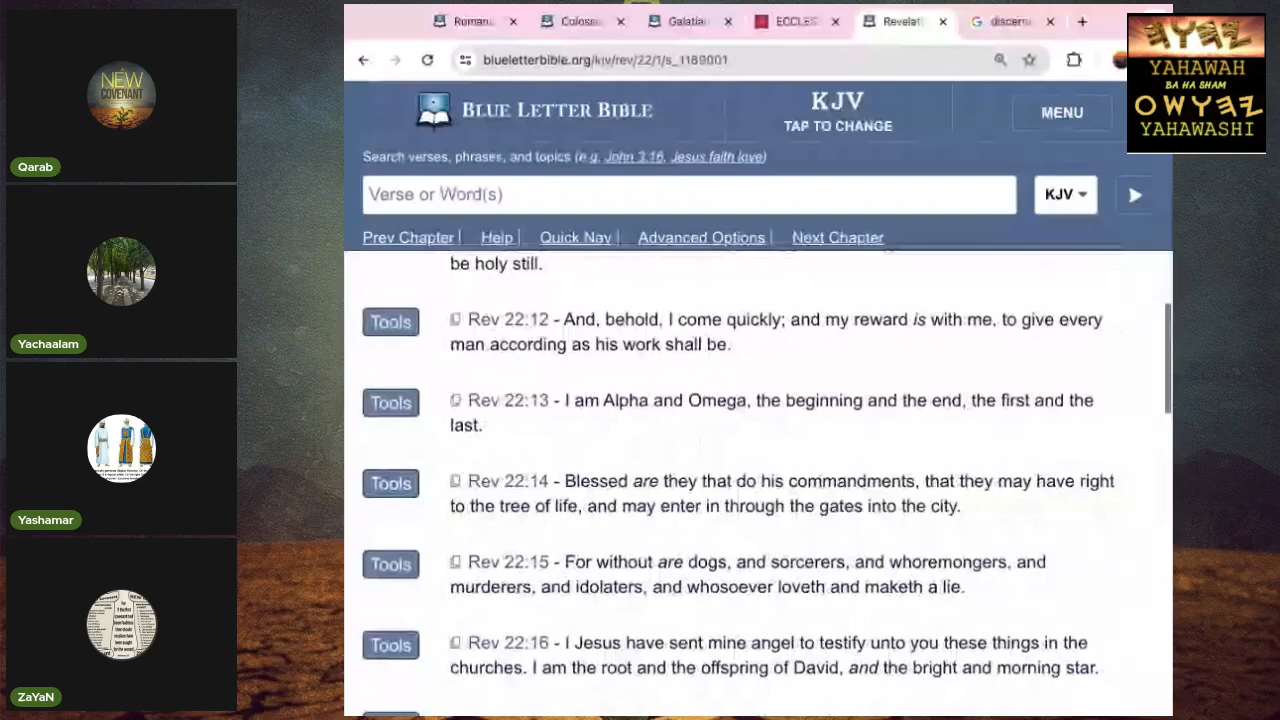 NEW
COVENANT
Qarab
Yachaalam
Yashamar
ZaYaN
Roman
Colos
Galatia
ECCLES
Revelati
discern
blueletterbible.org/kjv/rev/22/1/s_1189001
BLUE LETTER BIBLE
KJV
TAP TO CHANGE
MENU
Search verses, phrases, and topics (e.g. John 3:16, Jesus faith love)
Verse or Word(s)
KJV
Prev Chapter | Help | Quick Nav | Advanced Options | Next Chapter
be holy still.
Tools
Rev 22:12 - And, behold, I come quickly; and my reward is with me, to give every
man according as his work shall be.
Tools
Rev 22:13 - I am Alpha and Omega, the beginning and the end, the first and the
last.
Tools
Rev 22:14 - Blessed are they that do his commandments, that they may have right
to the tree of life, and may enter in through the gates into the city.
Tools
Rev 22:15 - For without are dogs, and sorcerers, and whoremongers, and
murderers, and idolaters, and whosoever loveth and maketh a lie.
Tools
Rev 22:16 - I Jesus have sent mine angel to testify unto you these things in the
churches. I am the root and the offspring of David, and the bright and morning star.
YAHAWAH
BA HA SHAM
YAHAWASHI